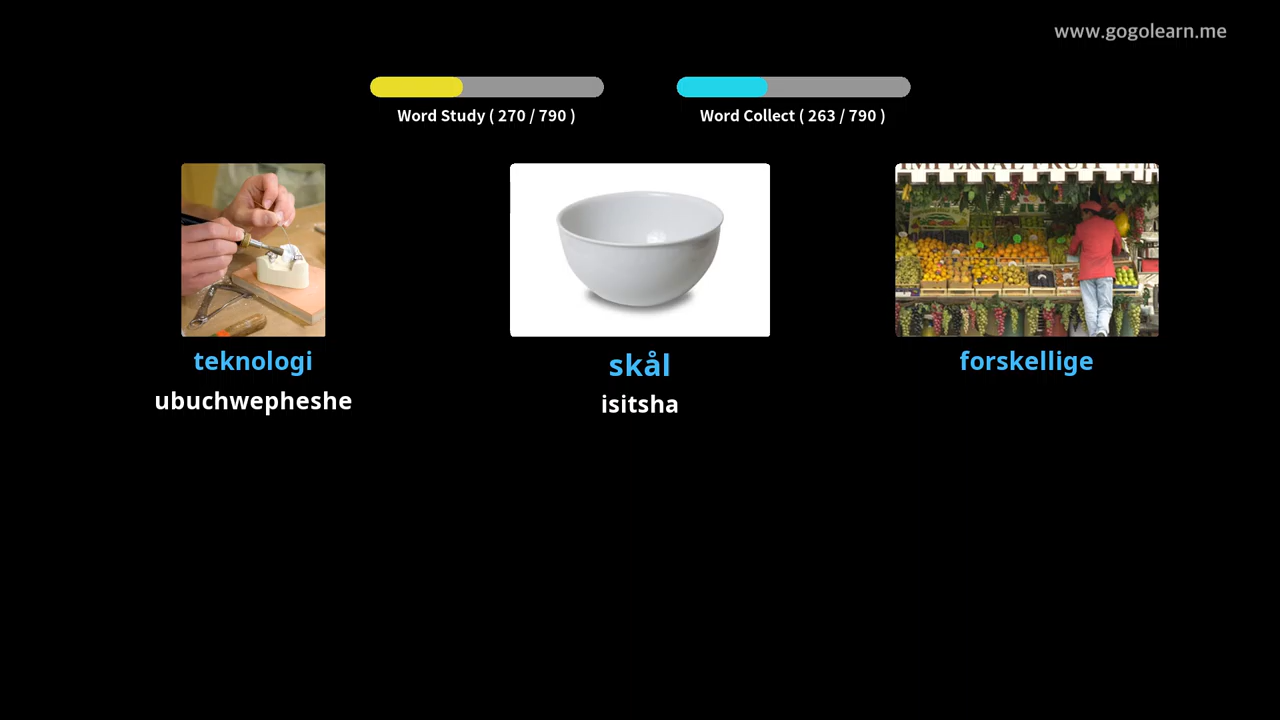 www.gogolearn.me
Word Study ( 270 / 790 )
Word Collect ( 263 / 790 )
teknologi
ubuchwepheshe
skål
isitsha
forskellige